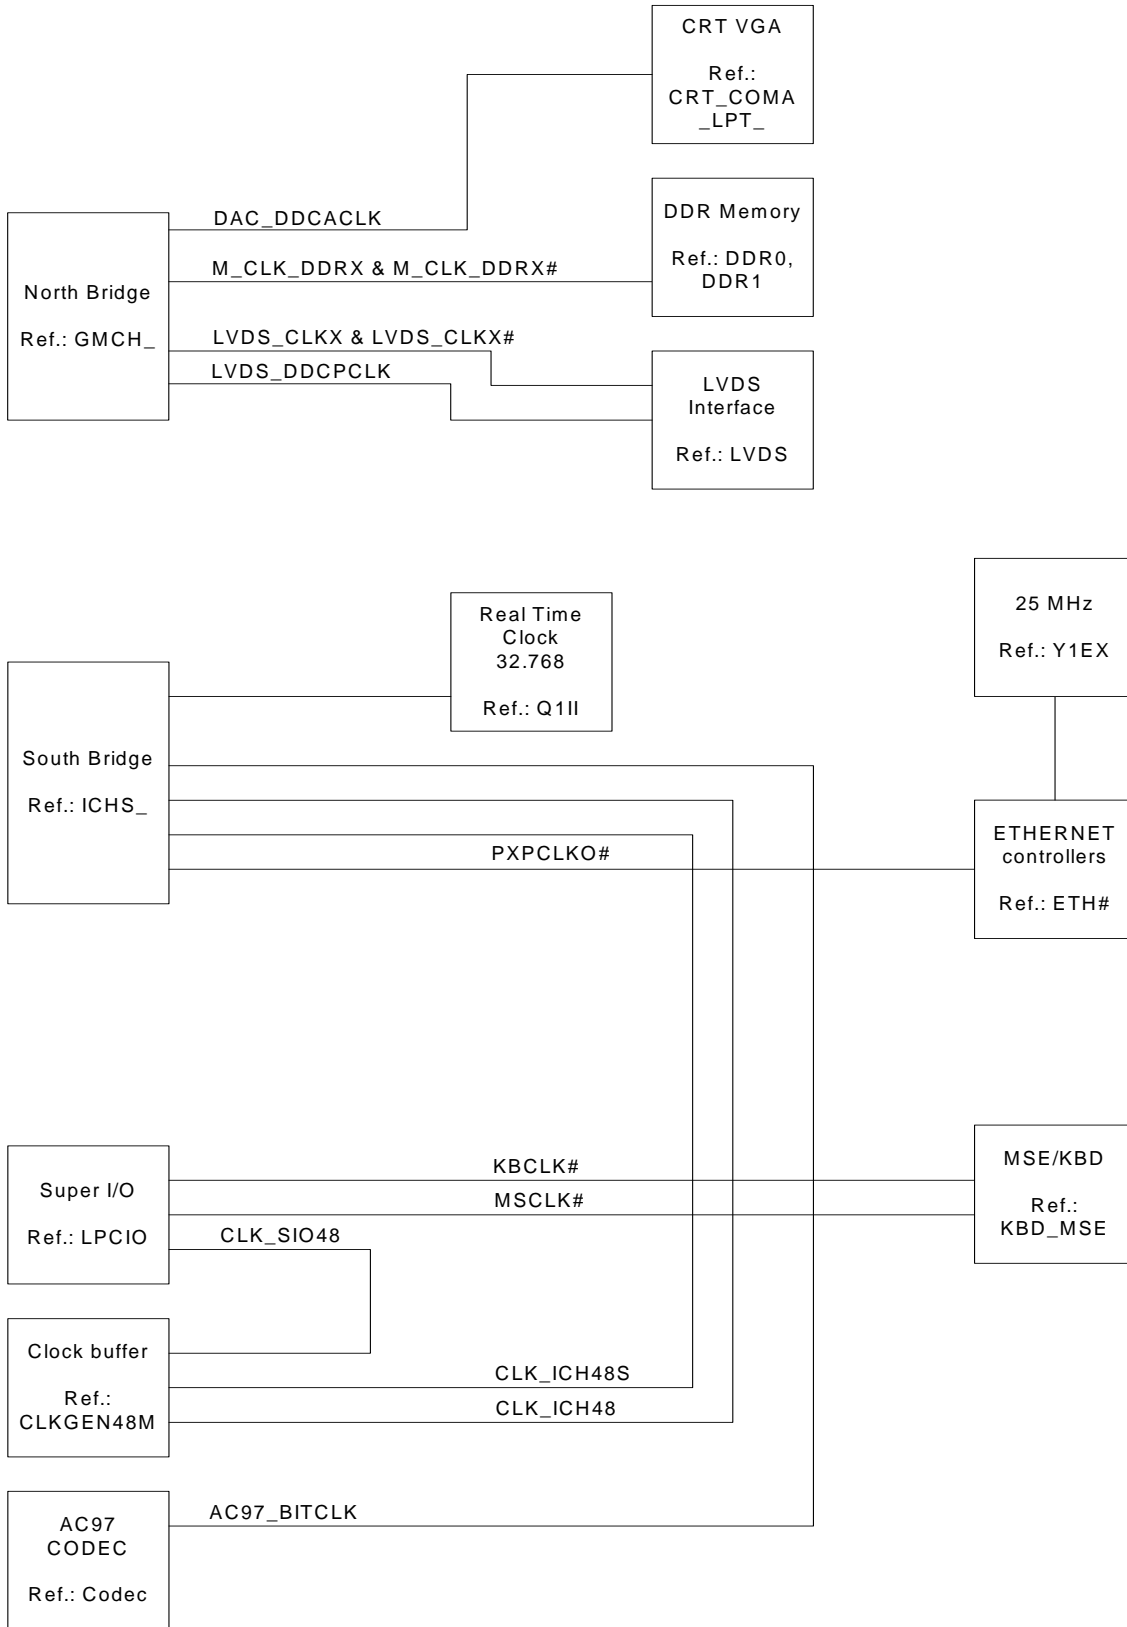 CRT VGA
Ref.:
CRT_COMA
_LPT_
DAC_DDCACLK
DDR Memory
Ref.: DDR0,
DDR1
M_CLK_DDRX & M_CLK_DDRX#
North Bridge
Ref.: GMCH_
LVDS_CLKX & LVDS_CLKX#
LVDS_DDCPCLK
LVDS
Interface
Ref.: LVDS
25 MHz
Ref.: Y1EX
Real Time
Clock
32.768
Ref.: Q1II
South Bridge
Ref.: ICHS_
PXPCLKO#
ETHERNET
controllers
Ref.: ETH#
KBCLK#
MSCLK#
MSE/KBD
Ref.:
KBD_MSE
Super I/O
Ref.: LPCIO
CLK_SIO48
Clock buffer
Ref.:
CLKGEN48M
CLK_ICH48S
CLK_ICH48
AC97_BITCLK
AC97
CODEC
Ref.: Codec